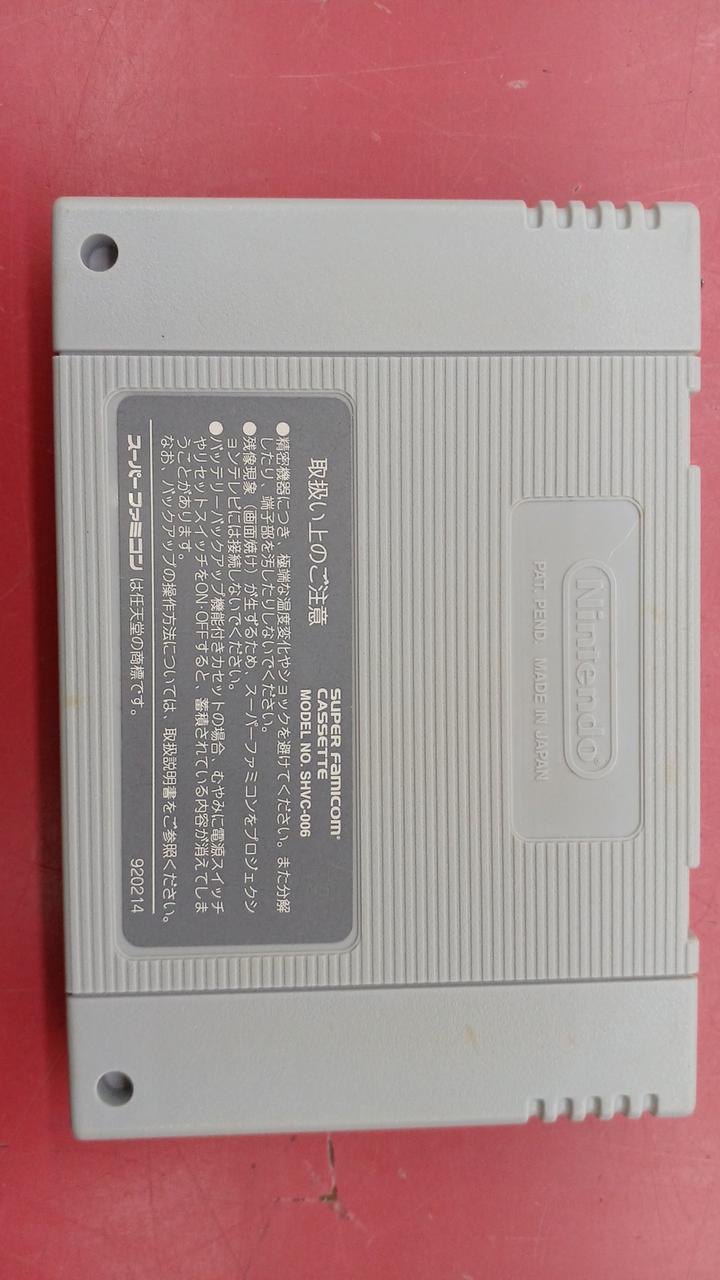 Nintendo®
PAT. PEND. MADE IN JAPAN
SUPER FAMICOM®
CASSETTE
MODEL NO. SHVC-006
取扱い上のご注意
●精密機器につき、極端な温度変化やショックを避けてください。また分解
したり、端子部を汚したりしないでください。
●残像現象（画面焼け）が生ずるため、スーパーファミコンをプロジェクシ
ョンテレビには接続しないでください。
●バッテリーバックアップ機能付きカセットの場合、むやみに電源スイッチ
やリセットスイッチをON・OFFすると、蓄積されている内容が消えてしま
うことがあります。
なお、バックアップの操作方法については、取扱説明書をご参照ください。
スーパーファミコンは任天堂の商標です。 920214